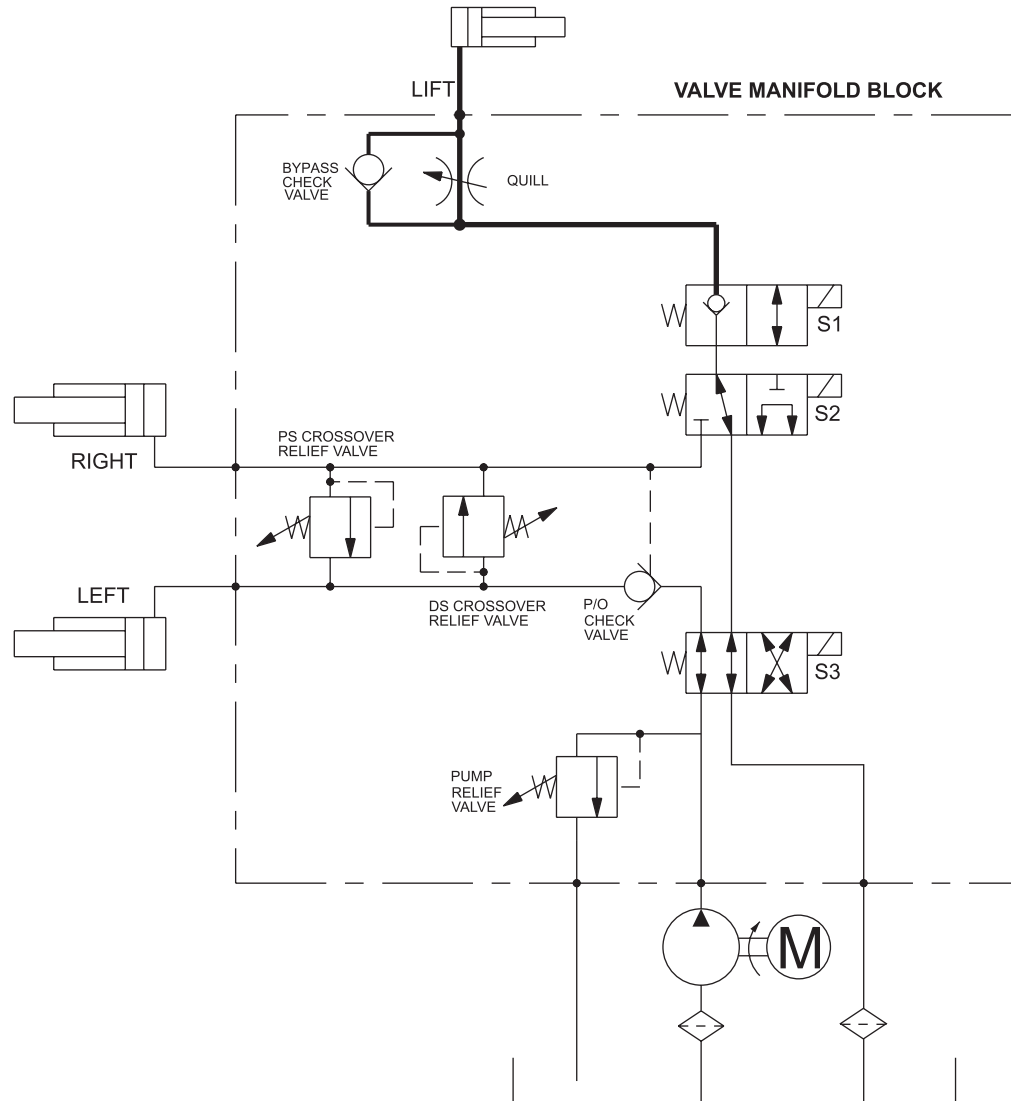 LIFT
VALVE MANIFOLD BLOCK
BYPASS
CHECK
VALVE
QUILL
S1
S2
PS CROSSOVER
RELIEF VALVE
RIGHT
LEFT
DS CROSSOVER
RELIEF VALVE
P/O
CHECK
VALVE
S3
PUMP
RELIEF
VALVE
M